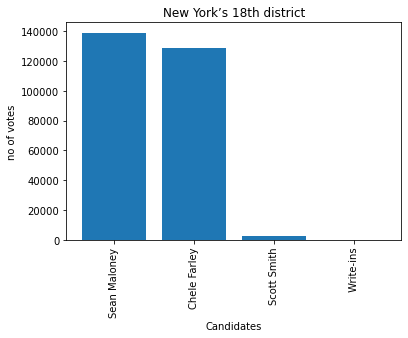 New York’s 18th district
140000
120000
100000
80000
60000
40000
20000
0
no of votes
Sean Maloney
Chele Farley
Scott Smith
Write-ins
Candidates